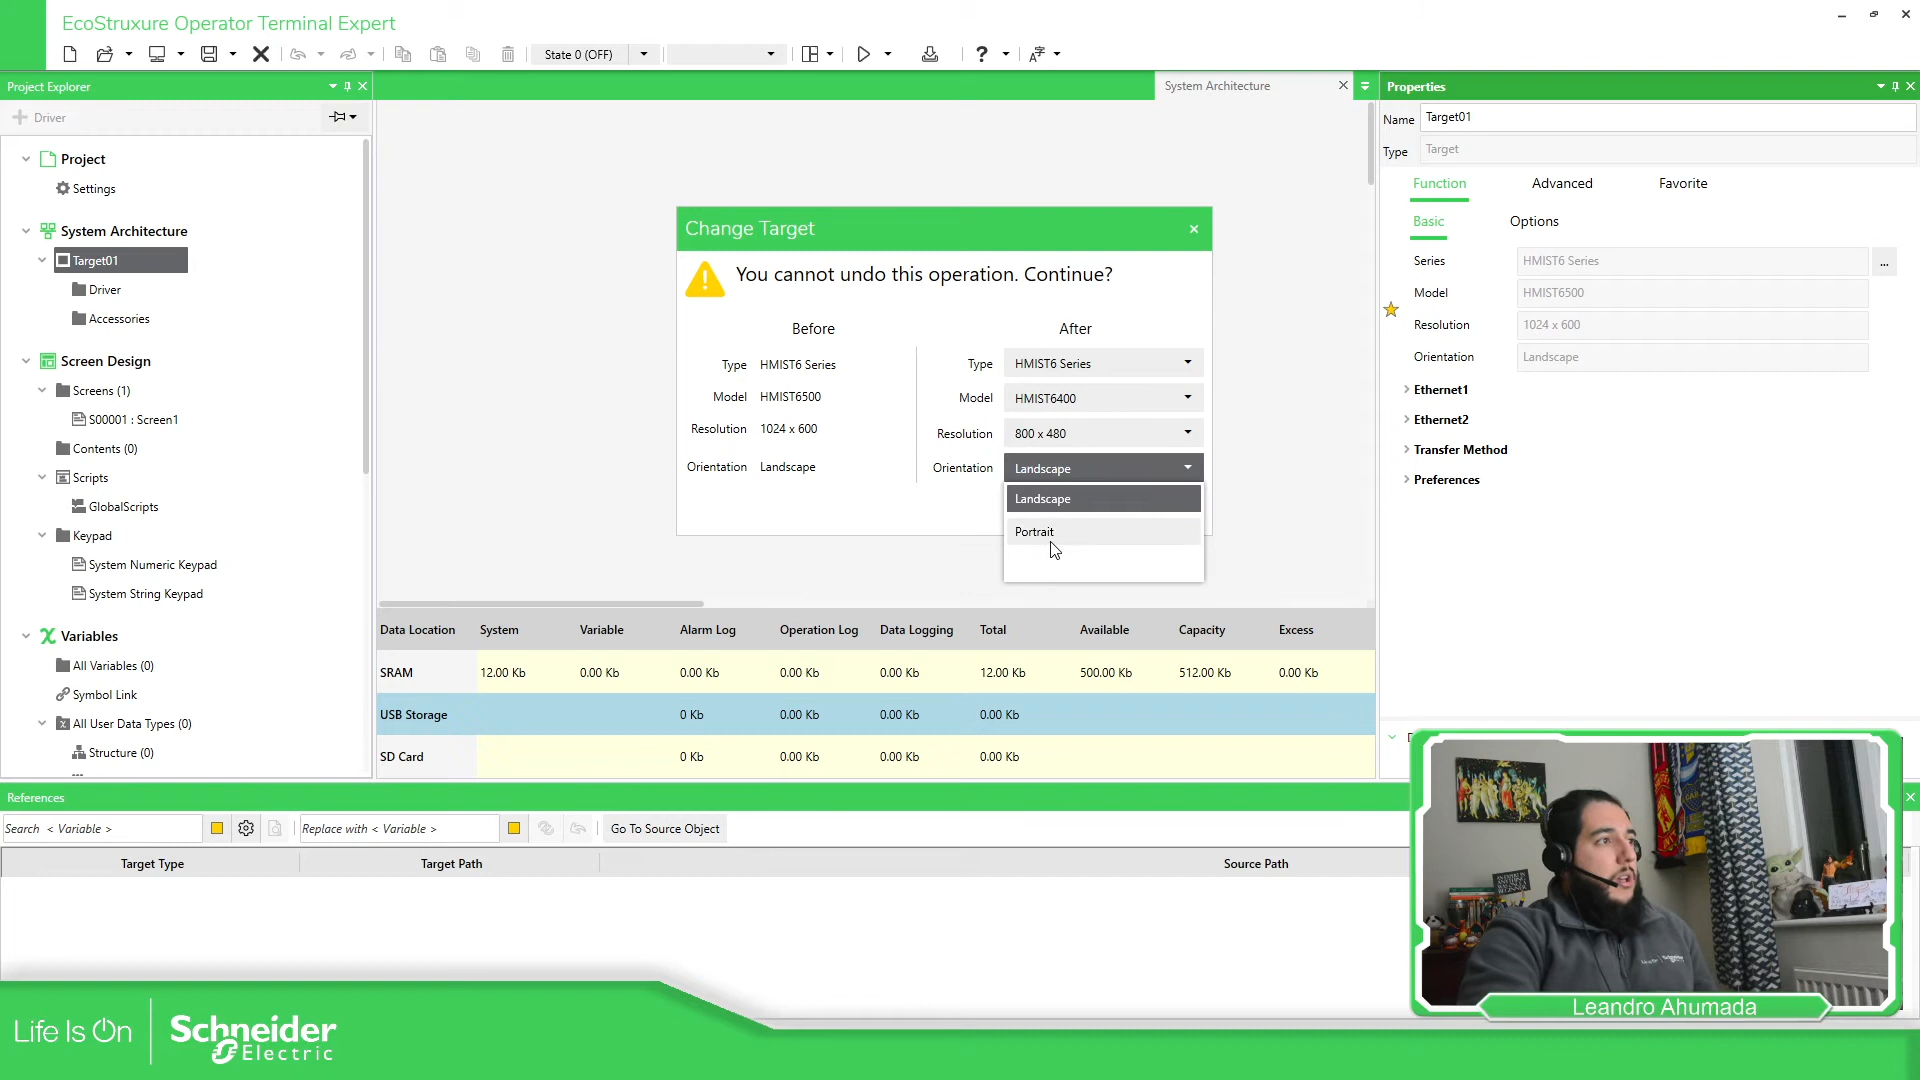 EcoStruxure Operator Terminal Expert
State 0 (OFF)
Project Explorer
Driver
Project
Settings
System Architecture
Target01
Driver
Accessories
Screen Design
Screens (1)
S00001 : Screen1
Contents (0)
Scripts
GlobalScripts
Keypad
System Numeric Keypad
System String Keypad
Variables
All Variables (0)
Symbol Link
All User Data Types (0)
Structure (0)
System Architecture
Change Target
You cannot undo this operation. Continue?
Before After
Type HMIST6 Series Type HMIST6 Series
Model HMIST6500 Model HMIST6400
Resolution 1024 x 600 Resolution 800 x 480
Orientation Landscape Orientation Landscape
Landscape
Portrait
Data Location System Variable Alarm Log Operation Log Data Logging Total Available Capacity Excess
SRAM 12.00 Kb 0.00 Kb 0.00 Kb 0.00 Kb 0.00 Kb 12.00 Kb 500.00 Kb 512.00 Kb 0.00 Kb
USB Storage 0 Kb 0.00 Kb 0.00 Kb 0.00 Kb
SD Card 0 Kb 0.00 Kb 0.00 Kb 0.00 Kb
Properties
Name Target01
Type Target
Function Advanced Favorite
Basic Options
Series HMIST6 Series ...
Model HMIST6500
Resolution 1024 x 600
Orientation Landscape
Ethernet1
Ethernet2
Transfer Method
Preferences
References
Search < Variable > Replace with < Variable > Go To Source Object
Target Type Target Path Source Path
Leandro Ahumada
Life Is On
Schneider
Electric